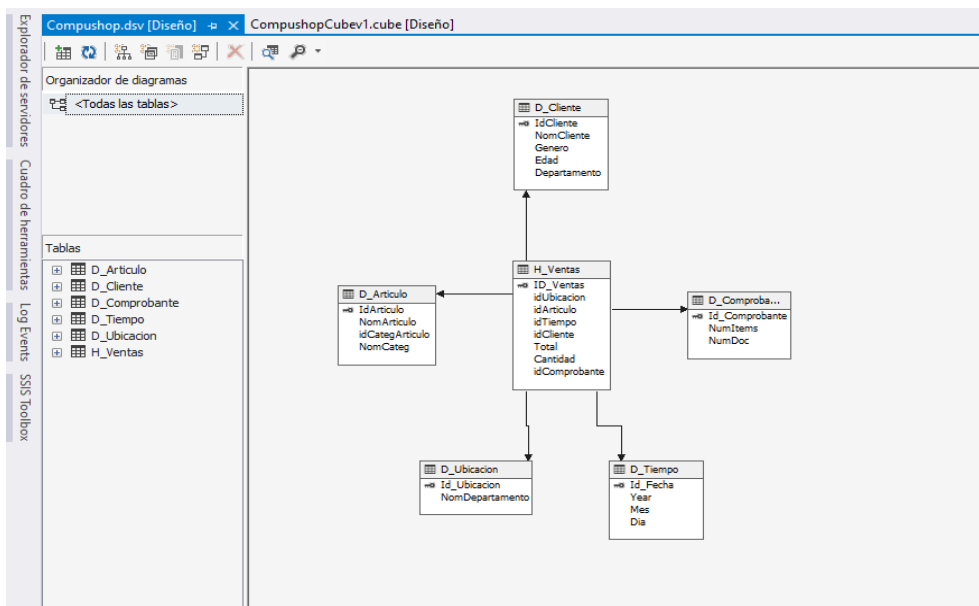 Compushop.dsv [Diseño]
CompushopCubev1.cube [Diseño]
Explorador de servidores
Cuadro de herramientas
Log Events
SSIS Toolbox
Organizador de diagramas
<Todas las tablas>
Tablas
D_Articulo
D_Cliente
D_Comprobante
D_Tiempo
D_Ubicacion
H_Ventas
D_Cliente
IdCliente
NomCliente
Genero
Edad
Departamento
H_Ventas
ID_Ventas
idUbicacion
idArticulo
idTiempo
idCliente
Total
Cantidad
idComprobante
D_Articulo
IdArticulo
NomArticulo
idCategArticulo
NomCateg
D_Comproba...
Id_Comprobante
NumItems
NumDoc
D_Ubicacion
Id_Ubicacion
NomDepartamento
D_Tiempo
Id_Fecha
Year
Mes
Dia